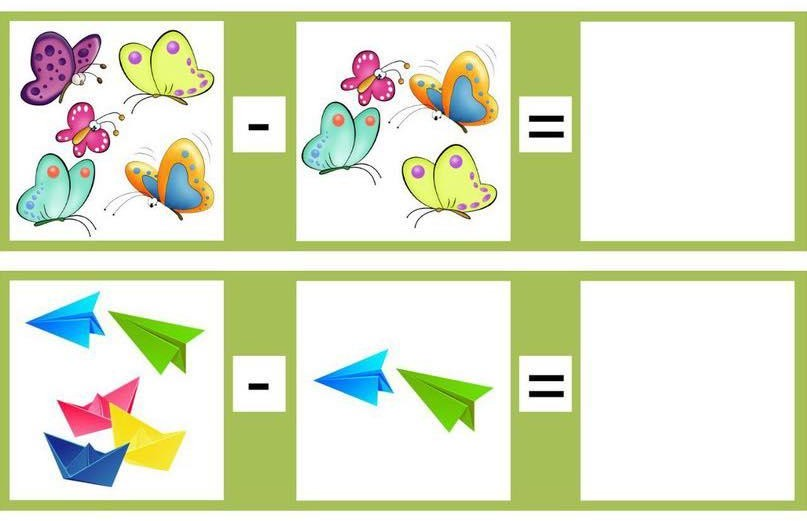 - =
- =